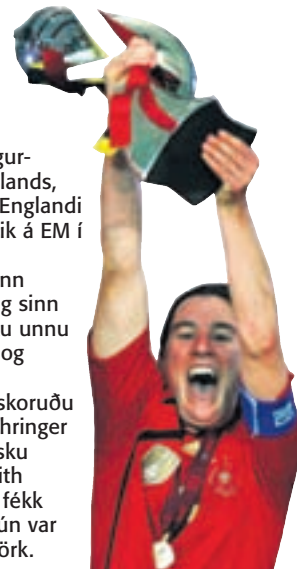 gur-
lands,
Englandi
ik á EM í
nn
g sinn
u unnu
og
skoruðu
hringer
sku
ith
fékk
ún var
örk.